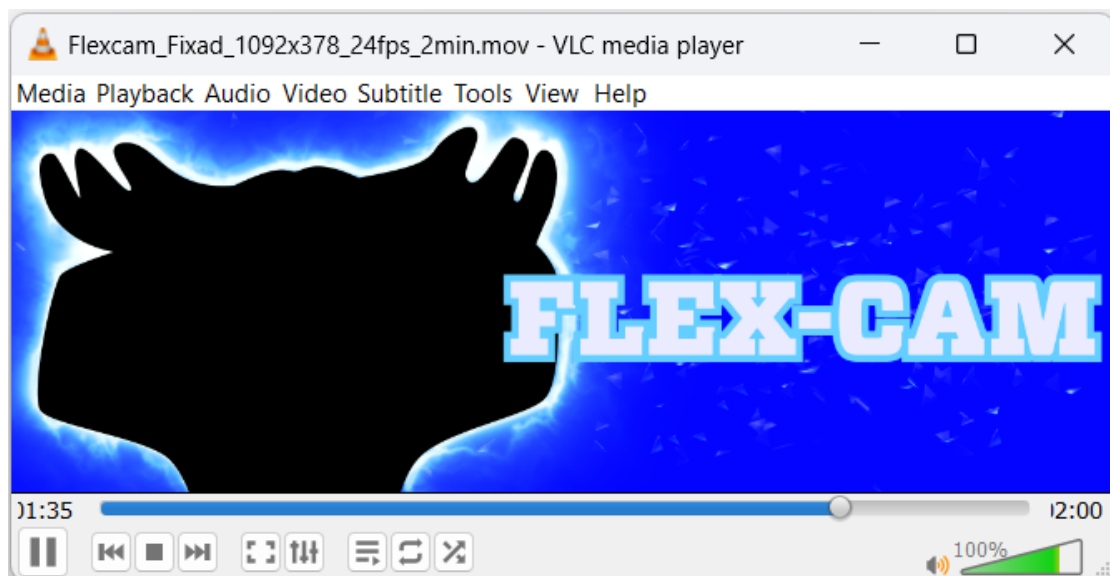 Flexcam_Fixad_1092x378_24fps_2min.mov - VLC media player
Media Playback Audio Video Subtitle Tools View Help
FLEX-CAM
01:35 02:00
100%